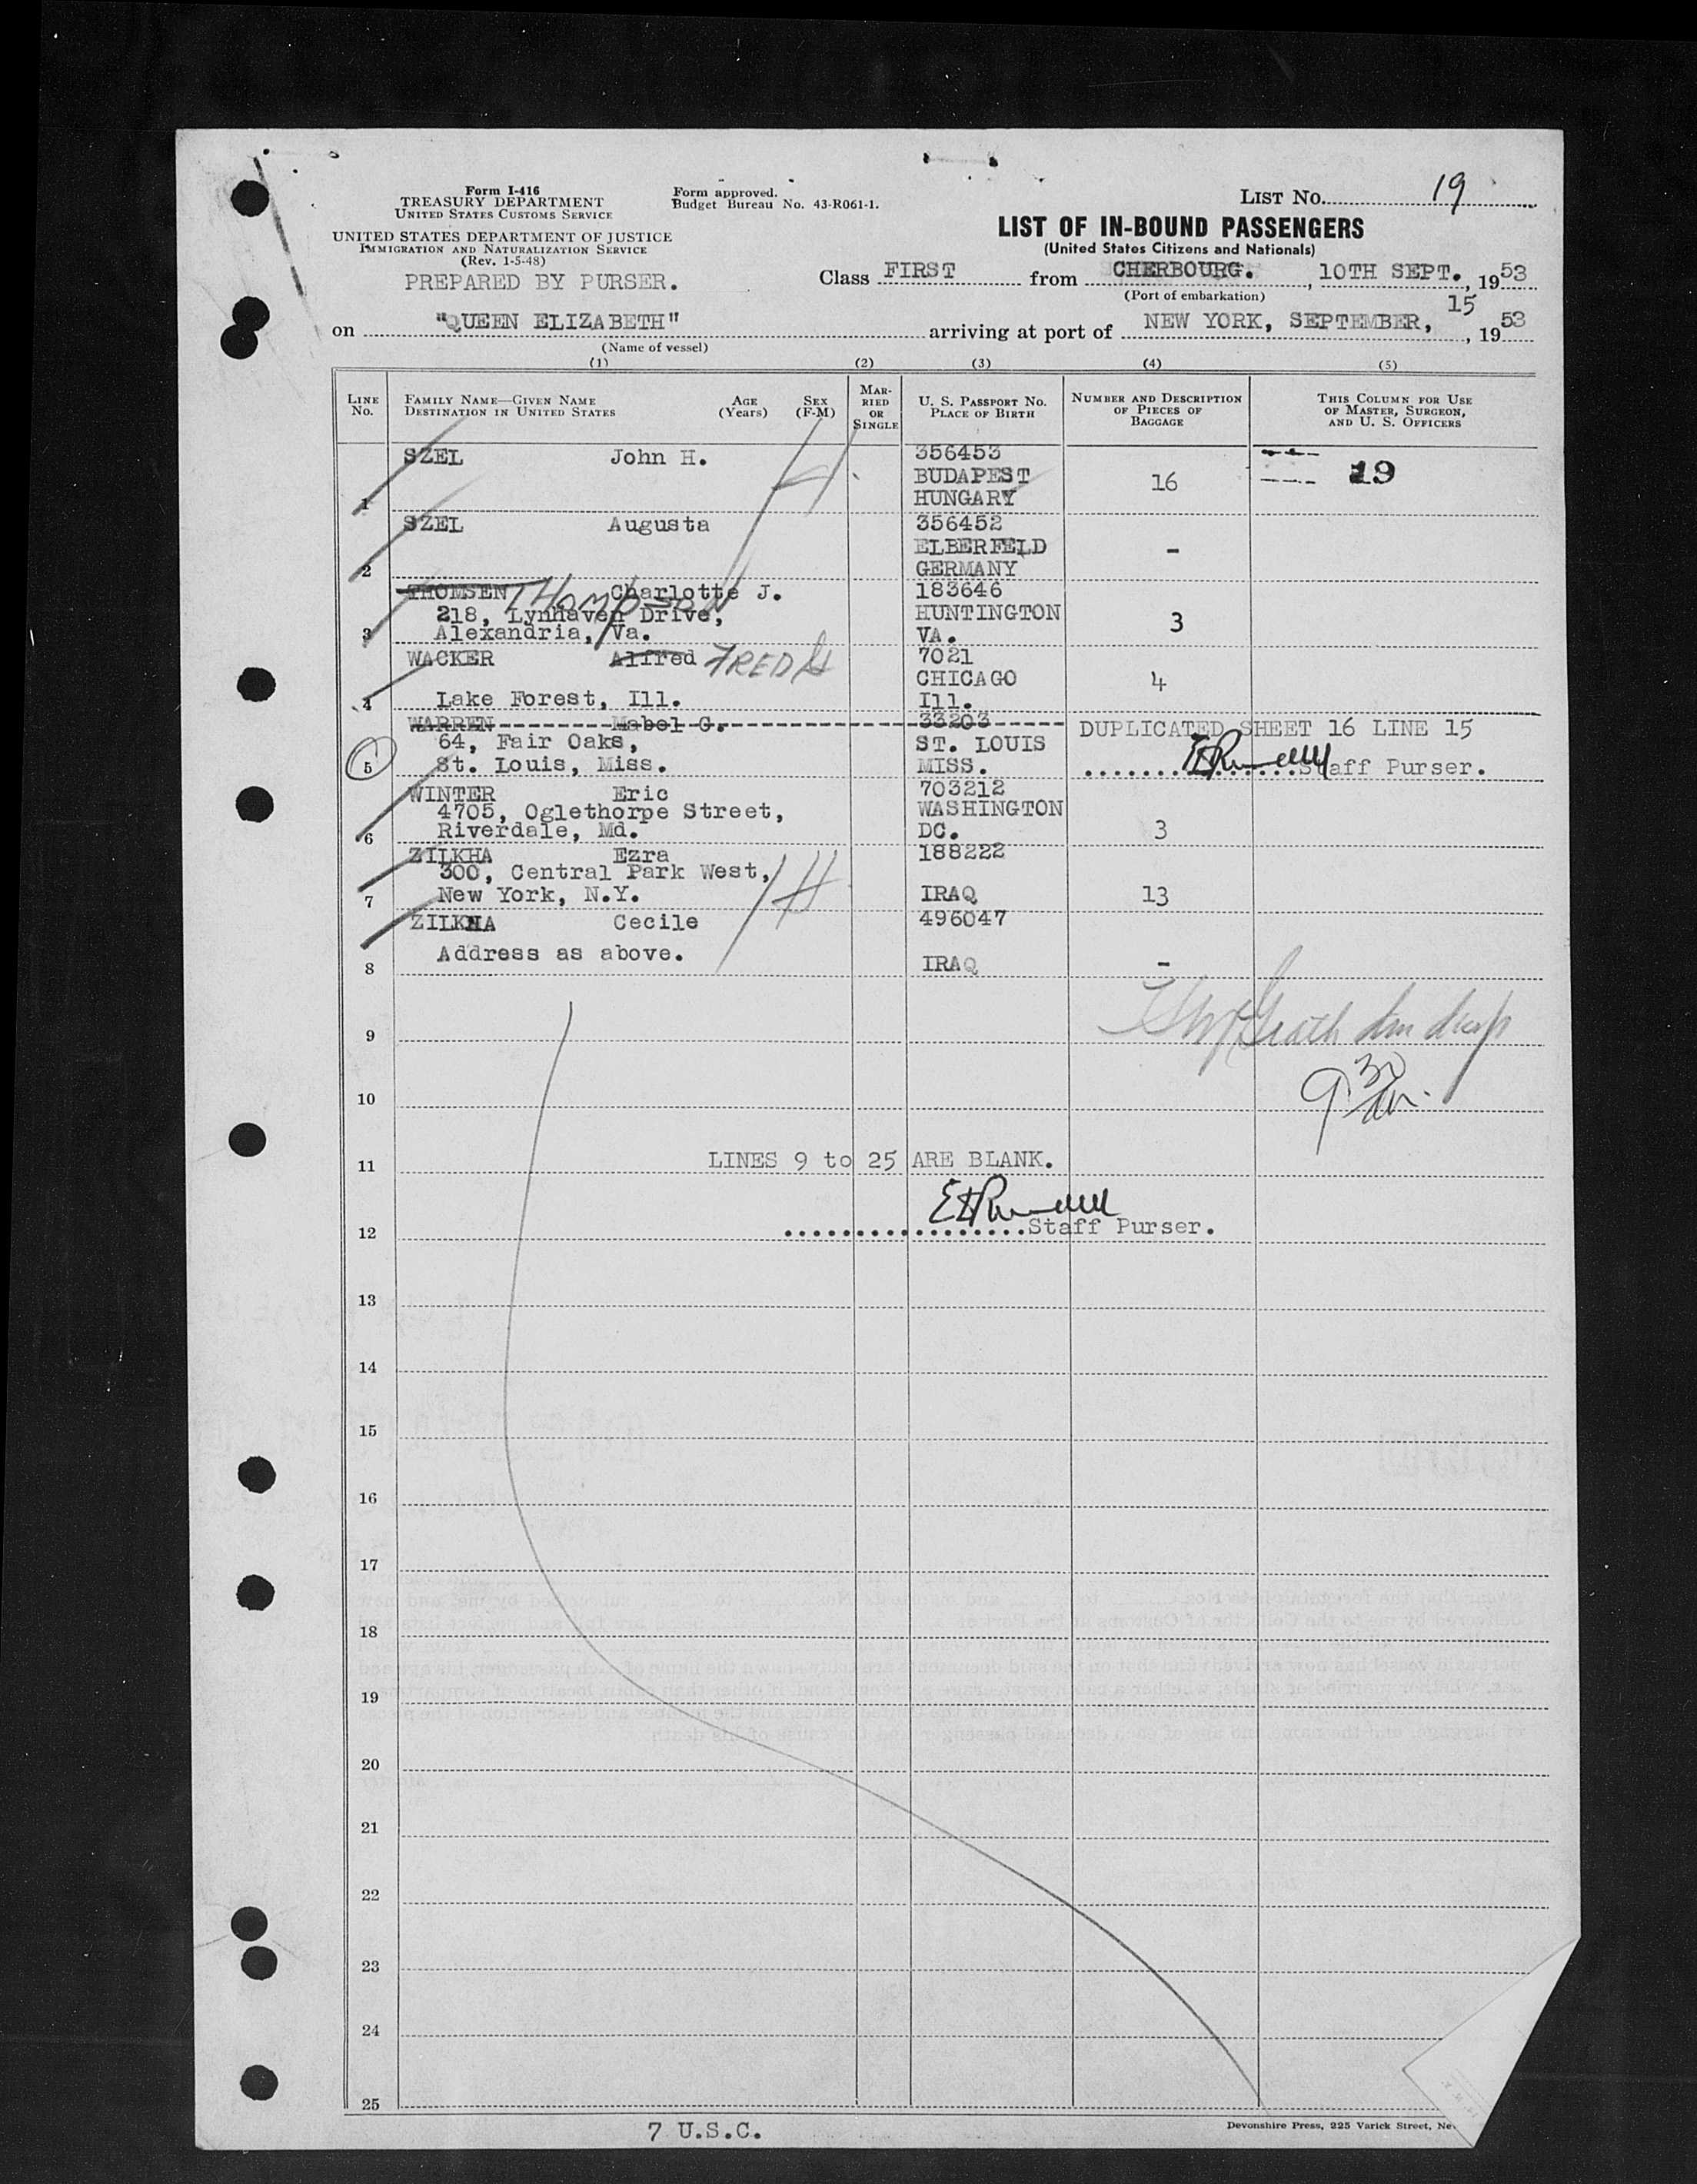 Form I-416
TREASURY DEPARTMENT
UNITED STATES CUSTOMS SERVICE
UNITED STATES DEPARTMENT OF JUSTICE
IMMIGRATION AND NATURALIZATION SERVICE
(Rev. 1-5-48)
PREPARED BY PURSER.
Form approved.
Budget Bureau No. 43-R061-1.
LIST No. 19
LIST OF IN-BOUND PASSENGERS
(United States Citizens and Nationals)
Class FIRST from CHERBOURG. , 10TH SEPT. , 1953
(Port of embarkation)
on "QUEEN ELIZABETH" arriving at port of NEW YORK, SEPTEMBER, 15 , 1953
(Name of vessel)
(1) (2) (3) (4) (5)
LINE No. FAMILY NAME—GIVEN NAME DESTINATION IN UNITED STATES AGE (Years) SEX (F-M) MARRIED OR SINGLE U. S. PASSPORT No. PLACE OF BIRTH NUMBER AND DESCRIPTION OF PIECES OF BAGGAGE THIS COLUMN FOR USE OF MASTER, SURGEON, AND U. S. OFFICERS
SZEL John H. 356453
BUDAPEST 16 19
1 HUNGARY
SZEL Augusta 356452
ELBERFELD -
2 GERMANY
THOMSEN THOMPSON Charlotte J. 183646
218, Lynhaven Drive, HUNTINGTON 3
3 Alexandria, Va. VA.
WACKER Alfred FRED G 7021
CHICAGO 4
4 Lake Forest, Ill. Ill.
WARREN Mabel G. 33203 DUPLICATED SHEET 16 LINE 15
64, Fair Oaks, ST. LOUIS
5 St. Louis, Miss. MISS. Staff Purser.
WINTER Eric 703212
4705, Oglethorpe Street, WASHINGTON
6 Riverdale, Md. DC. 3
ZILKHA Ezra 188222
300, Central Park West,
7 New York, N.Y. IRAQ 13
ZILKHA Cecile 496047
Address as above.
8 IRAQ -
9
9 30
10
LINES 9 to 25 ARE BLANK.
11
Staff Purser.
12
13
14
15
16
17
18
19
20
21
22
23
24
25
7 U.S.C.
Devonshire Press, 225 Varick Street, Ne